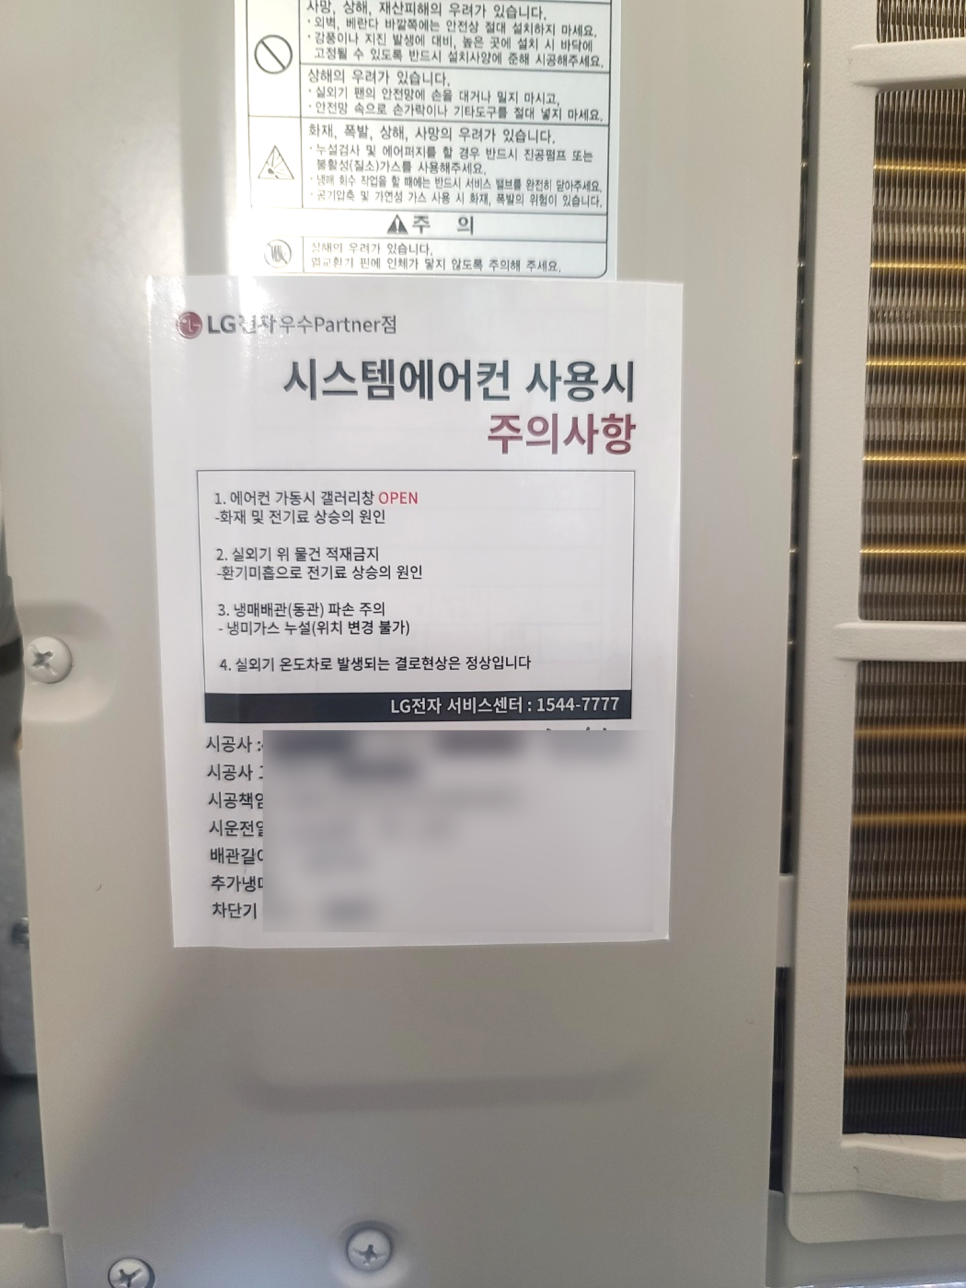 사망, 상해, 재산피해의 우려가 있습니다.
· 외벽, 베란다 바깥쪽에는 안전상 절대 설치하지 마세요.
· 강풍이나 지진 발생에 대비, 높은 곳에 설치 시 바닥에
고정될 수 있도록 반드시 설치사양에 준해 시공해주세요.
상해의 우려가 있습니다.
· 실외기 팬의 안전망에 손을 대거나 밀지 마시고,
· 안전망 속으로 손가락이나 기타도구를 절대 넣지 마세요.
화재, 폭발, 상해, 사망의 우려가 있습니다.
· 누설검사 및 에어퍼지를 할 경우 반드시 진공펌프 또는
불활성(질소)가스를 사용해주세요.
· 냉매 회수 작업을 할 때에는 반드시 서비스 밸브를 완전히 닫아주세요.
· 공기압축 및 가연성 가스 사용 시 화재, 폭발의 위험이 있습니다.
주 의
상해의 우려가 있습니다.
열교환기 핀에 인체가 닿지 않도록 주의해 주세요.
LG전자우수Partner점
시스템에어컨 사용시
주의사항
1. 에어컨 가동시 갤러리창 OPEN
-화재 및 전기료 상승의 원인
2. 실외기 위 물건 적재금지
-환기미흡으로 전기료 상승의 원인
3. 냉매배관(동관) 파손 주의
- 냉미가스 누설(위치 변경 불가)
4. 실외기 온도차로 발생되는 결로현상은 정상입니다
LG전자 서비스센터 : 1544-7777
시공사 :
시공사
시공책임
시운전일
배관길이
추가냉매
차단기